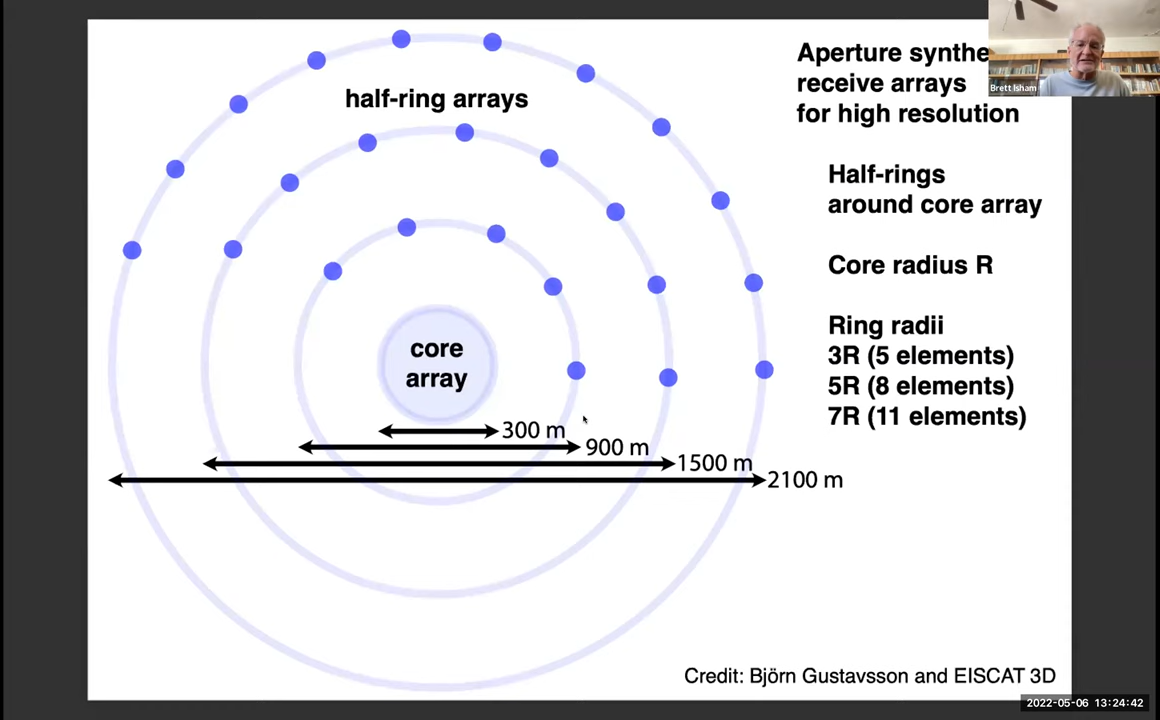 Aperture synthe
receive arrays
for high resolution
Brett Isham
half-ring arrays
Half-rings
around core array
Core radius R
Ring radii
3R (5 elements)
5R (8 elements)
7R (11 elements)
core
array
300 m
900 m
1500 m
2100 m
Credit: Björn Gustavsson and EISCAT 3D
2022-05-06 13:24:42